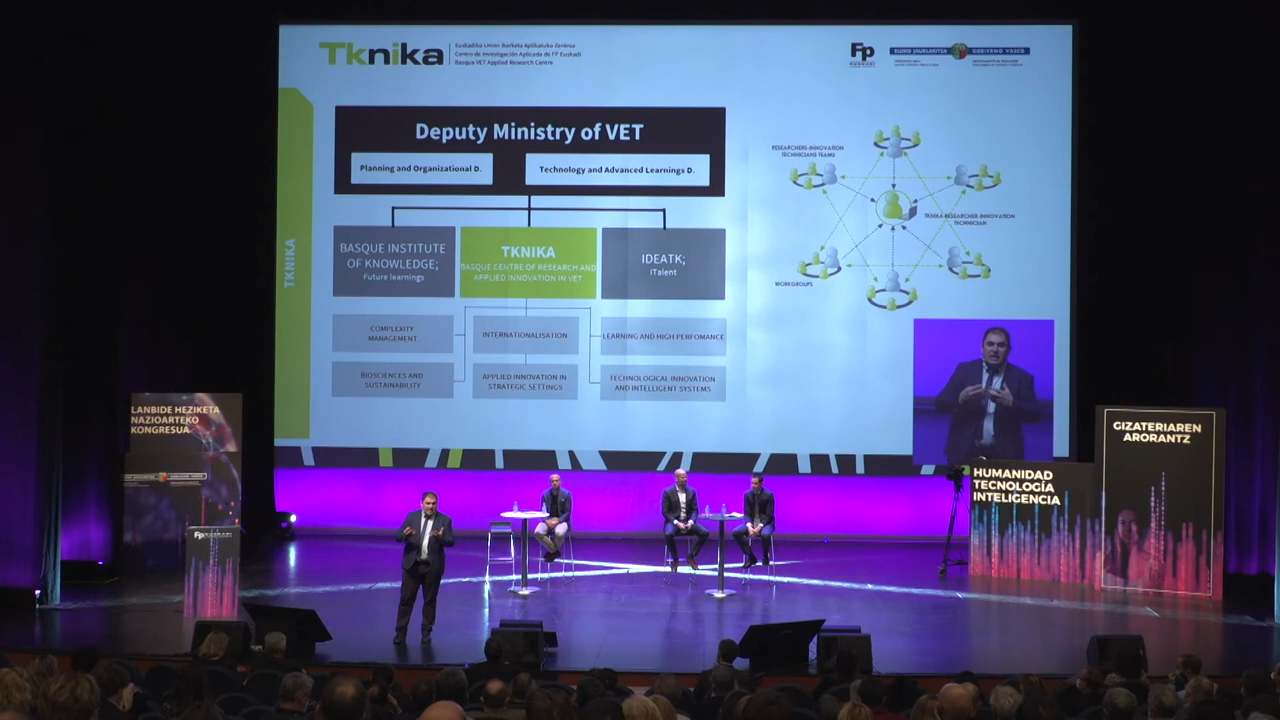 Tknika
Euskadiko LHren Ikerketa Aplikatuko Zentroa
Centro de Investigación Aplicada de FP Euskadi
Basque VET Applied Research Centre
Fp
EUSKADI
EUSKO JAURLARITZA
GOBIERNO VASCO
TKNIKA
Deputy Ministry of VET
Planning and Organizational D.
Technology and Advanced Learnings D.
BASQUE INSTITUTE
OF KNOWLEDGE;
Future learnings
TKNIKA
BASQUE CENTRE OF RESEARCH AND
APPLIED INNOVATION IN VET
IDEATK;
iTalent
COMPLEXITY
MANAGEMENT
INTERNATIONALISATION
LEARNING AND HIGH PERFOMANCE
BIOSCIENCES AND
SUSTAINABILITY
APPLIED INNOVATION IN
STRATEGIC SETTINGS
TECHNOLOGICAL INNOVATION
AND INTELLIGENT SYSTEMS
RESEARCHERS-INNOVATION
TECHNICIANS TEAMS
TKNIKA-RESEARCHER-INNOVATION
TECHNICIAN
WORKGROUPS
LANBIDE HEZIKETA
NAZIOARTEKO
KONGRESUA
Fp
HUMANIDAD
TECNOLOGÍA
INTELIGENCIA
GIZATERIAREN
ARORANTZ